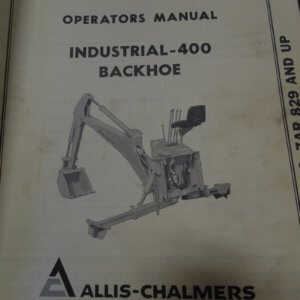 OPERATORS MANUAL
INDUSTRIAL-400
BACKHOE
ALLIS-CHALMERS
7AR 829 AND UP